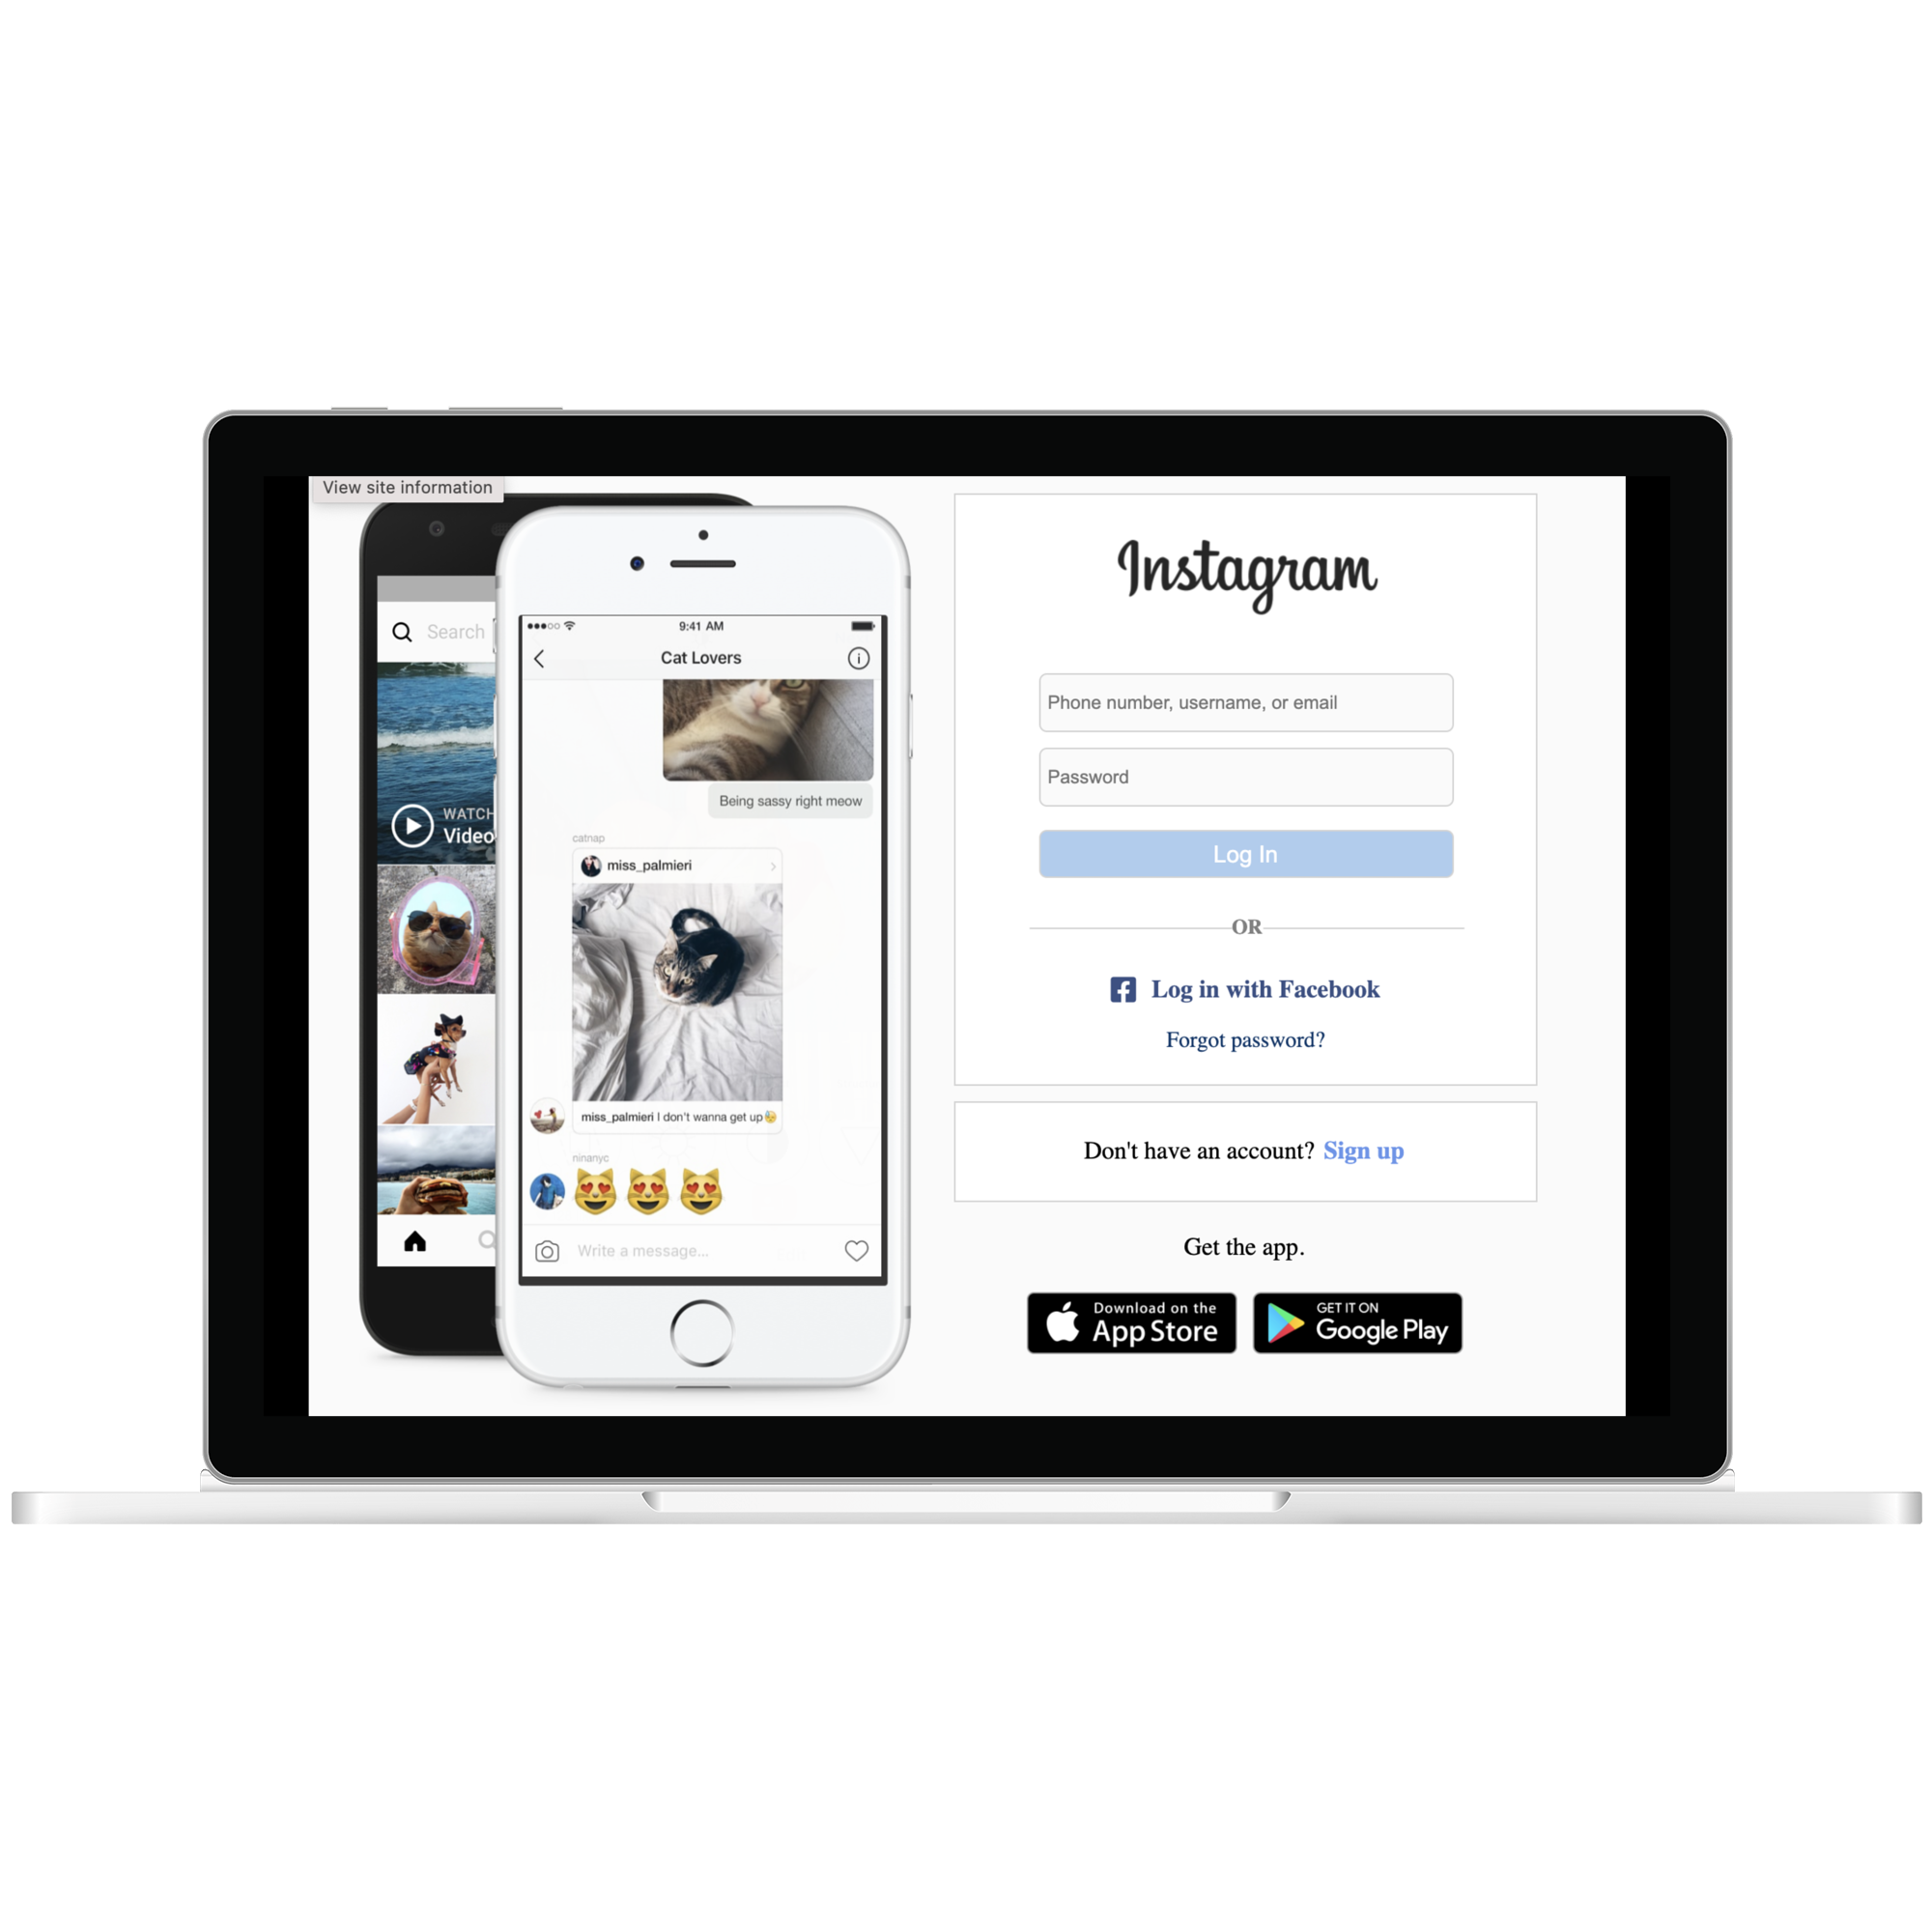 View site information
Search
WATCH
Video
9:41 AM
Cat Lovers
Being sassy right meow
catnap
miss_palmieri
miss_palmieri I don't wanna get up
ninanyc
Write a message...
Instagram
Phone number, username, or email
Password
Log In
OR
Log in with Facebook
Forgot password?
Don't have an account? Sign up
Get the app.
Download on the
App Store
GET IT ON
Google Play